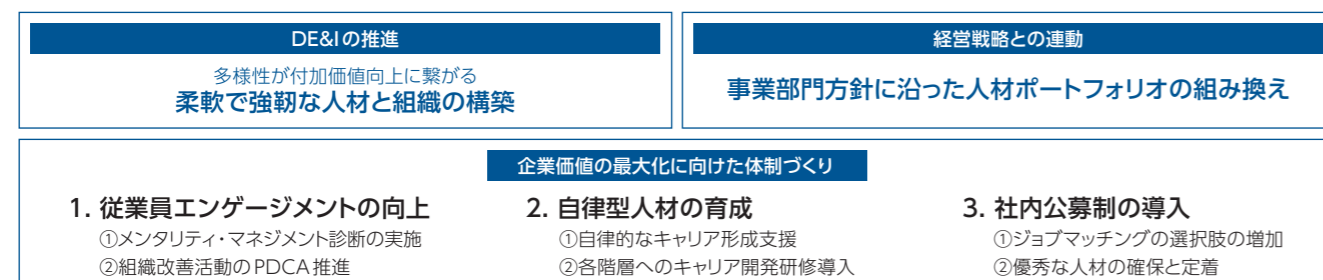 DE&Iの推進
多様性が付加価値向上に繋がる
柔軟で強靭な人材と組織の構築
経営戦略との連動
事業部門方針に沿った人材ポートフォリオの組み換え
企業価値の最大化に向けた体制づくり
1. 従業員エンゲージメントの向上
①メンタリティ・マネジメント診断の実施
②組織改善活動のPDCA推進
2. 自律型人材の育成
①自律的なキャリア形成支援
②各階層へのキャリア開発研修導入
3. 社内公募制の導入
①ジョブマッチングの選択肢の増加
②優秀な人材の確保と定着